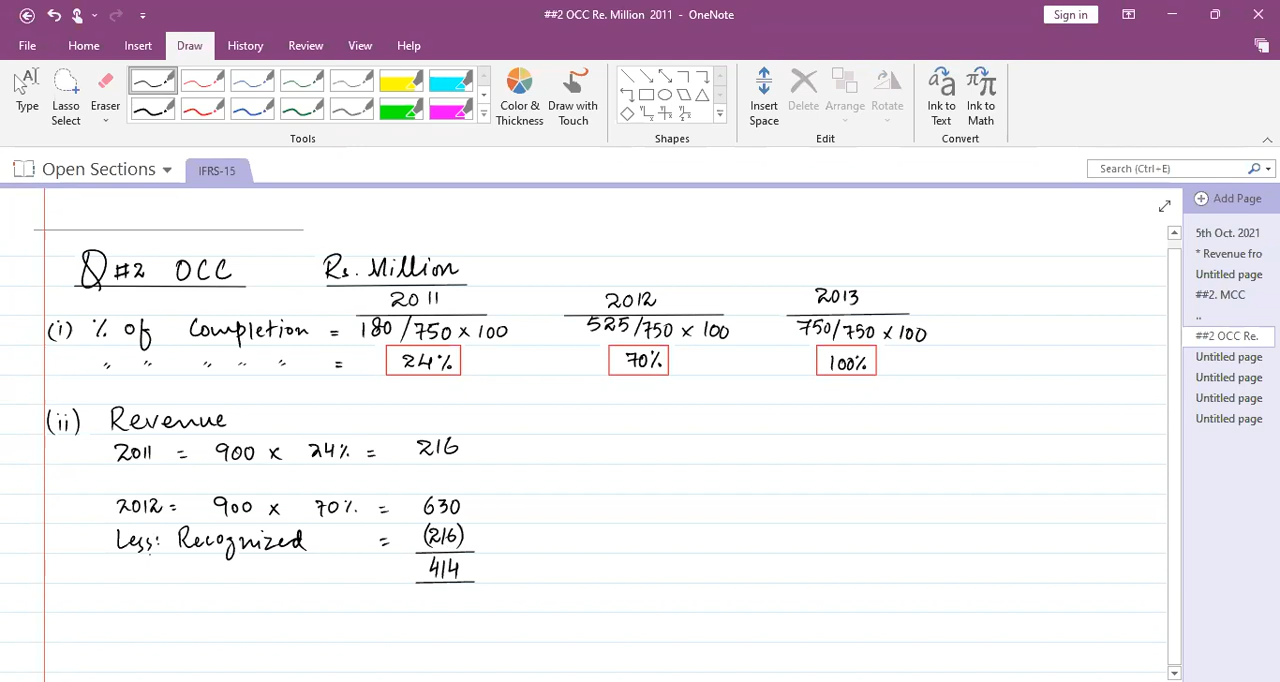 ##2 OCC Re. Million 2011 - OneNote
Sign in
File Home Insert Draw History Review View Help
Type
Lasso Select
Eraser
Color & Thickness
Draw with Touch
Insert Space
Delete
Arrange
Rotate
Ink to Text
Ink to Math
Tools
Shapes
Edit
Convert
Open Sections
IFRS-15
Search (Ctrl+E)
Add Page
5th Oct. 2021
* Revenue fro
Untitled page
##2. MCC
..
##2 OCC Re.
Untitled page
Untitled page
Untitled page
Untitled page
Q #2 OCC Rs. Million
2011 2012 2013
(i) % of Completion = 180/750 x 100 525/750 x 100 750/750 x 100
" " " " " = 24% 70% 100%
(ii) Revenue
2011 = 900 x 24% = 216
2012 = 900 x 70% = 630
Less: Recognized = (216)
414